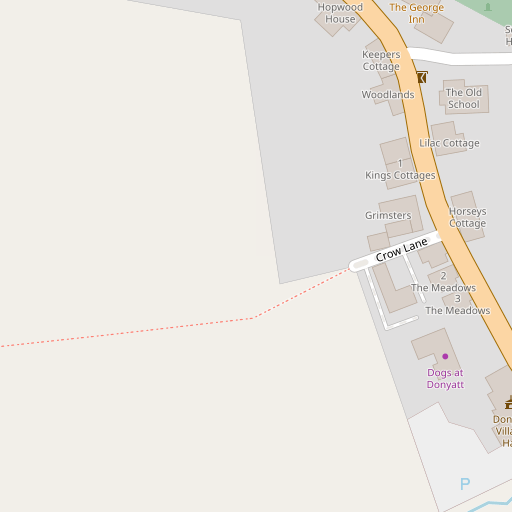 Hopwood
House
The George
Inn
Keepers
Cottage
Woodlands
The Old
School
Lilac Cottage
1
Kings Cottages
Grimsters
Horseys
Cottage
Crow Lane
2
The Meadows
3
The Meadows
Dogs at
Donyatt
P